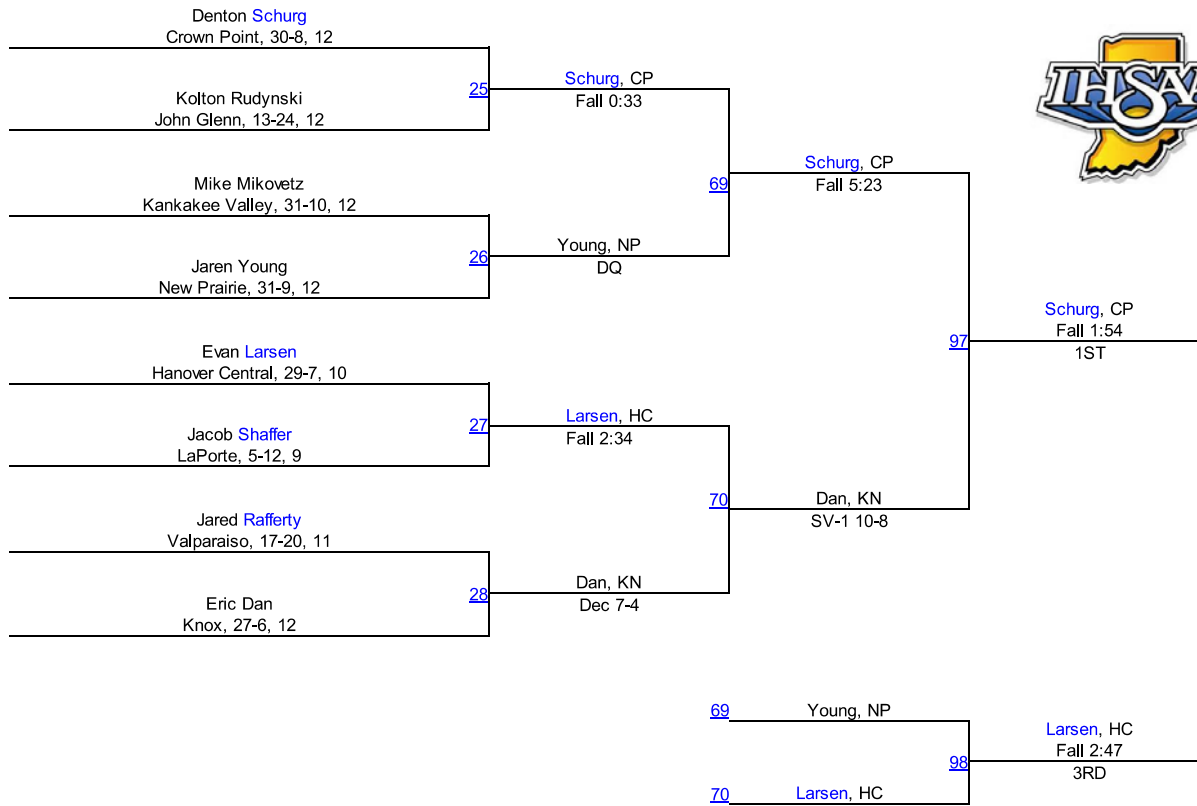 Denton Schurg
Crown Point, 30-8, 12
Kolton Rudynski
John Glenn, 13-24, 12
Mike Mikovetz
Kankakee Valley, 31-10, 12
Jaren Young
New Prairie, 31-9, 12
Evan Larsen
Hanover Central, 29-7, 10
Jacob Shaffer
LaPorte, 5-12, 9
Jared Rafferty
Valparaiso, 17-20, 11
Eric Dan
Knox, 27-6, 12
25
26
27
28
Schurg, CP
Fall 0:33
Young, NP
DQ
Larsen, HC
Fall 2:34
Dan, KN
Dec 7-4
69
70
Schurg, CP
Fall 5:23
Dan, KN
SV-1 10-8
97
Schurg, CP
Fall 1:54
1ST
69
Young, NP
70
Larsen, HC
98
Larsen, HC
Fall 2:47
3RD
IHSAA